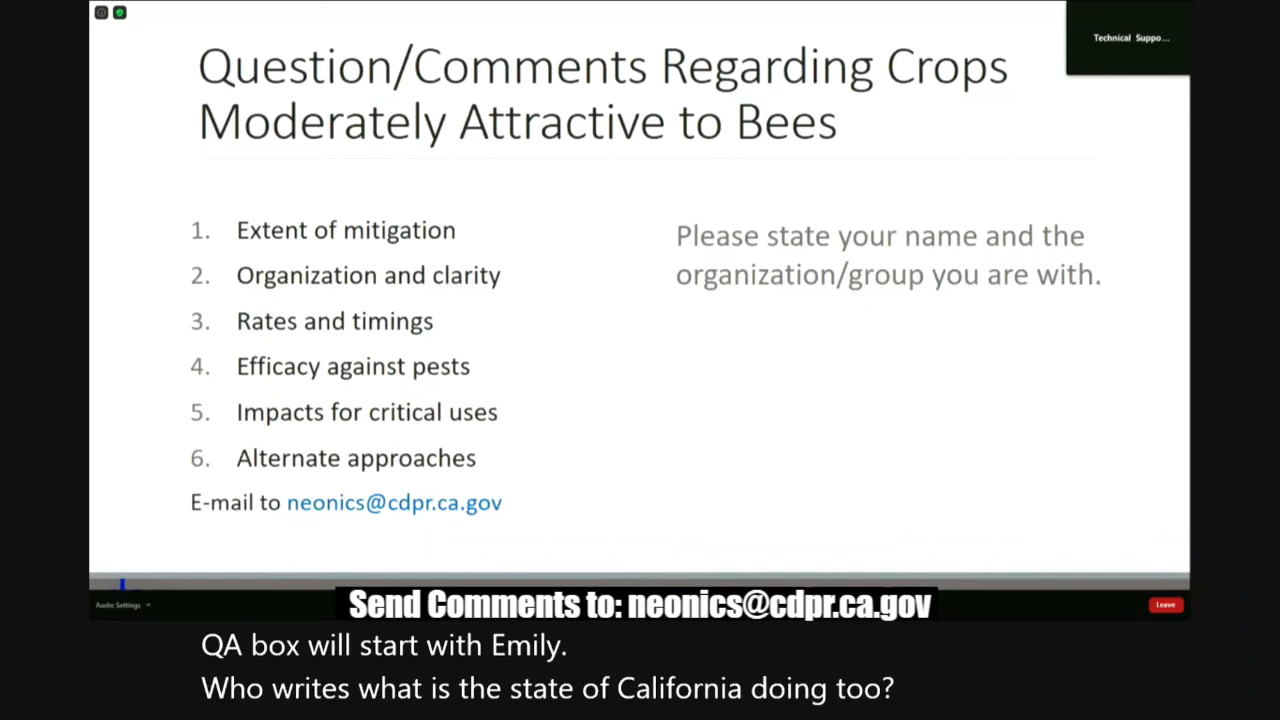 Technical Suppo...
Question/Comments Regarding Crops
Moderately Attractive to Bees
1. Extent of mitigation
2. Organization and clarity
3. Rates and timings
4. Efficacy against pests
5. Impacts for critical uses
6. Alternate approaches
E-mail to neonics@cdpr.ca.gov
Please state your name and the
organization/group you are with.
Audio Settings
Send Comments to: neonics@cdpr.ca.gov
Leave
QA box will start with Emily.
Who writes what is the state of California doing too?